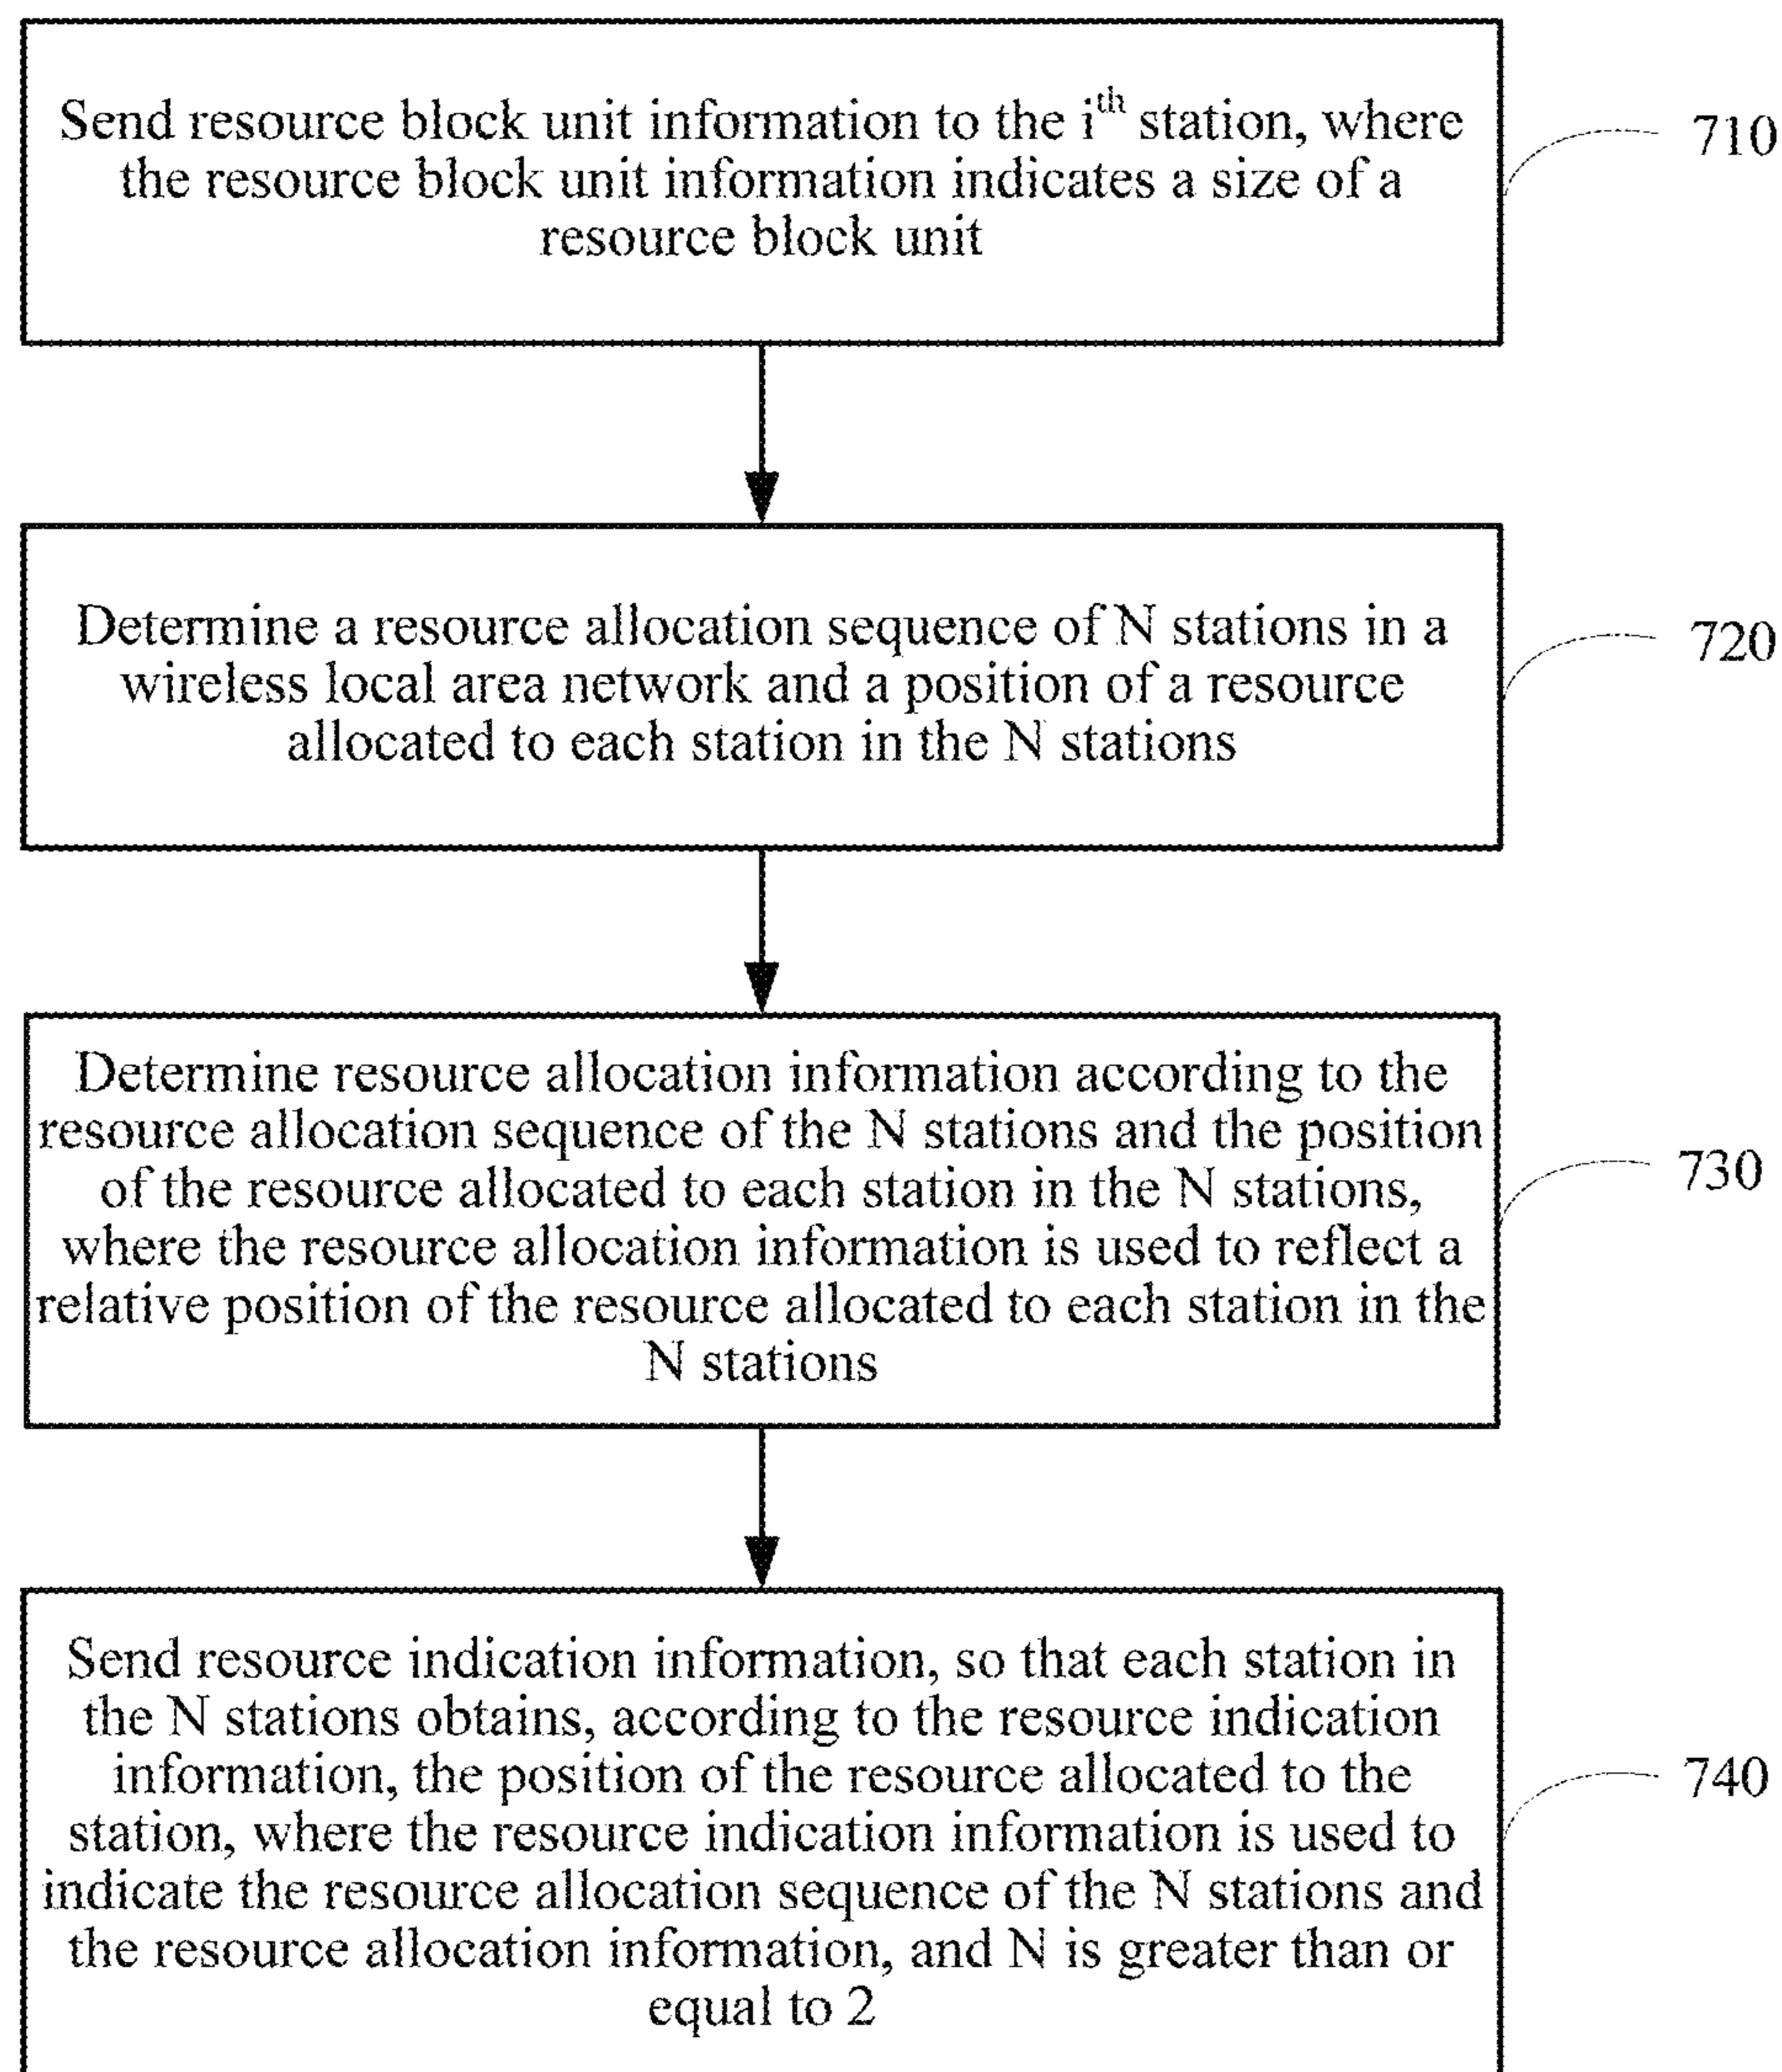 Send resource block unit information to the ith station, where
the resource block unit information indicates a size of a
resource block unit
710
Determine a resource allocation sequence of N stations in a
wireless local area network and a position of a resource
allocated to each station in the N stations
720
Determine resource allocation information according to the
resource allocation sequence of the N stations and the position
of the resource allocated to each station in the N stations,
where the resource allocation information is used to reflect a
relative position of the resource allocated to each station in the
N stations
730
Send resource indication information, so that each station in
the N stations obtains, according to the resource indication
information, the position of the resource allocated to the
station, where the resource indication information is used to
indicate the resource allocation sequence of the N stations and
the resource allocation information, and N is greater than or
equal to 2
740